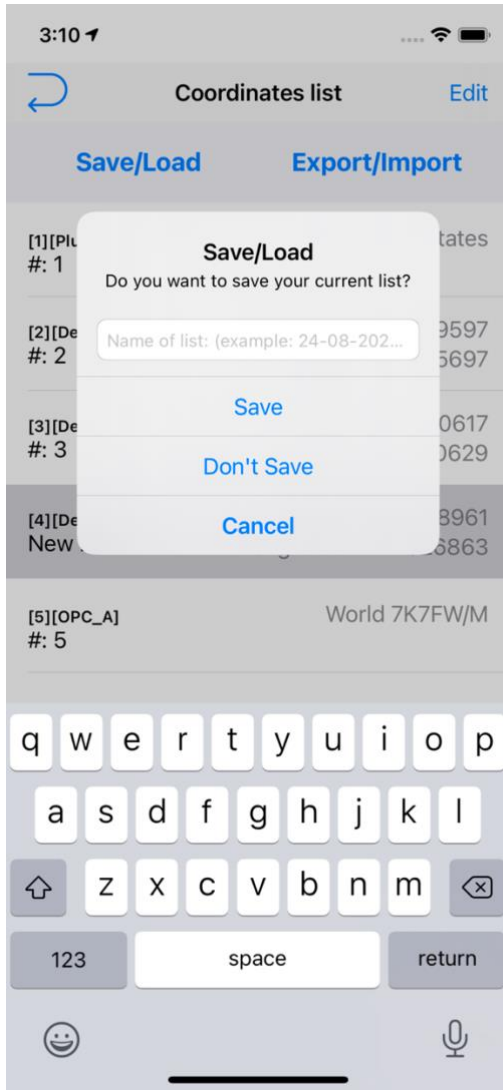 3:10
Coordinates list
Edit
Save/Load
Export/Import
[1][Plu
tates
#: 1
Save/Load
Do you want to save your current list?
[2][De
9597
#: 2
5697
Name of list: (example: 24-08-202...
Save
[3][De
0617
#: 3
0629
Don't Save
[4][De
8961
New
6863
Cancel
[5][OPC_A]
World 7K7FW/M
#: 5
q w e r t y u i o p
a s d f g h j k l
z x c v b n m
123
space
return